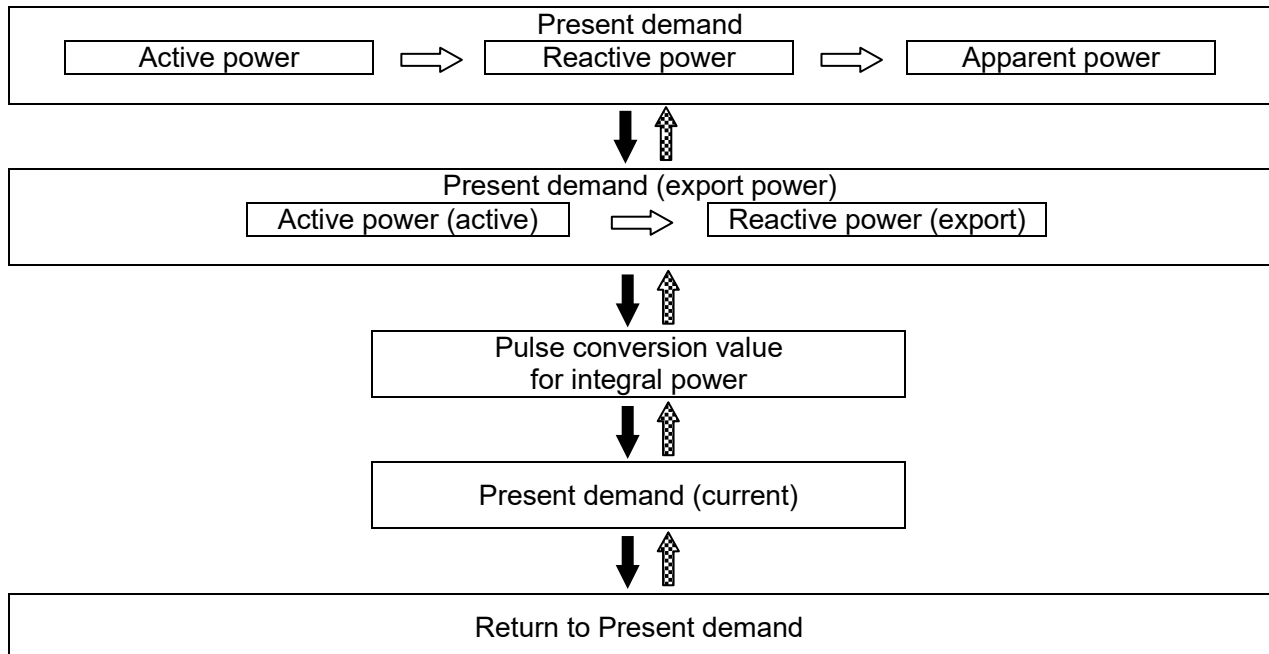 Present demand
Active power
Reactive power
Apparent power
Present demand (export power)
Active power (active)
Reactive power (export)
Pulse conversion value
for integral power
Present demand (current)
Return to Present demand